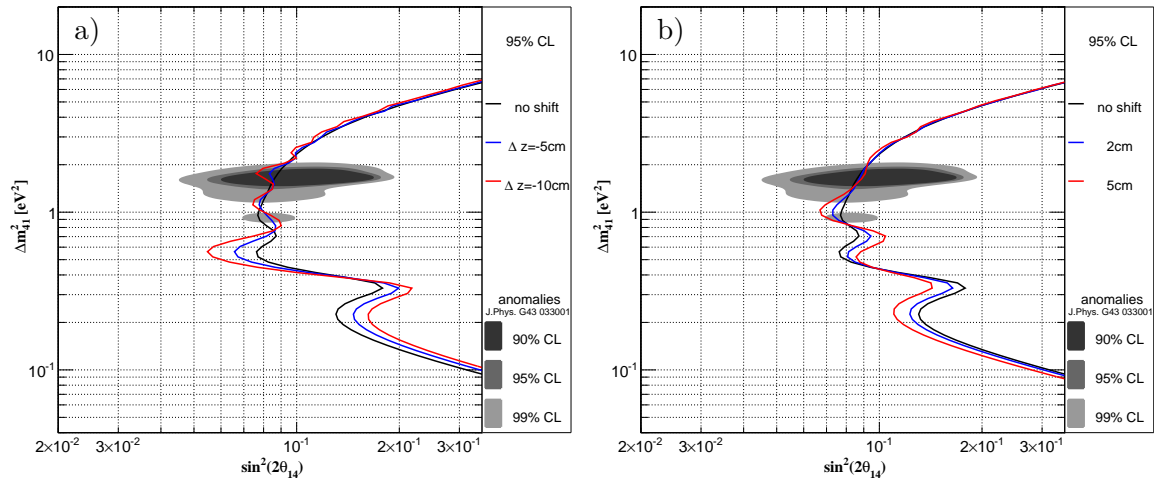 a)
95% CL
10
no shift
Δ z=-5cm
Δ z=-10cm
1
10⁻¹
Δm²₄₁ [eV²]
anomalies
J.Phys. G43 033001
90% CL
95% CL
99% CL
2×10⁻² 3×10⁻² 10⁻¹ 2×10⁻¹ 3×10⁻¹
sin²(2θ₁₄)
b)
95% CL
10
no shift
2cm
5cm
1
10⁻¹
Δm²₄₁ [eV²]
anomalies
J.Phys. G43 033001
90% CL
95% CL
99% CL
2×10⁻² 3×10⁻² 10⁻¹ 2×10⁻¹ 3×10⁻¹
sin²(2θ₁₄)